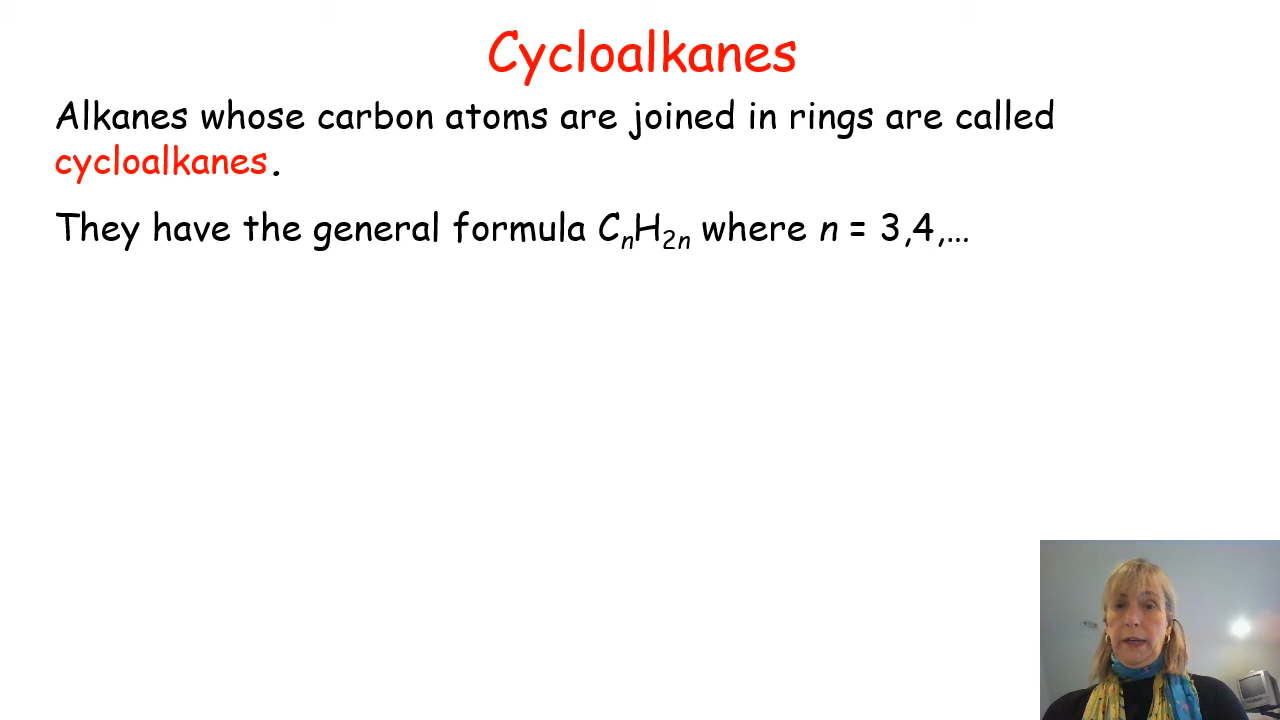 Cycloalkanes
Alkanes whose carbon atoms are joined in rings are called
cycloalkanes.
They have the general formula CₙH₂ₙ where n = 3,4,…